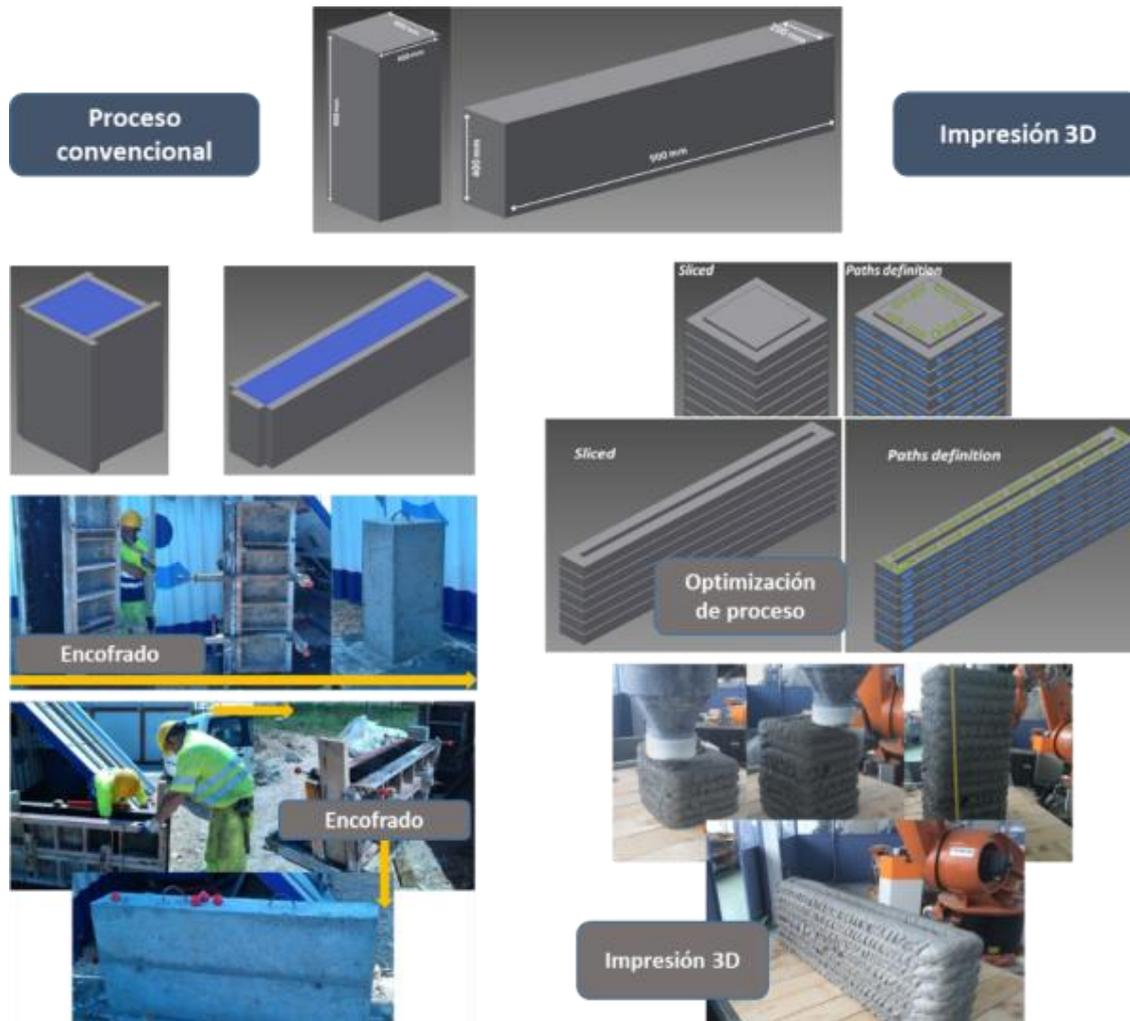 Proceso
convencional
400 mm
900 mm
Impresión 3D
Sliced
Paths definition
Sliced
Paths definition
Optimización
de proceso
Encofrado
Encofrado
Impresión 3D